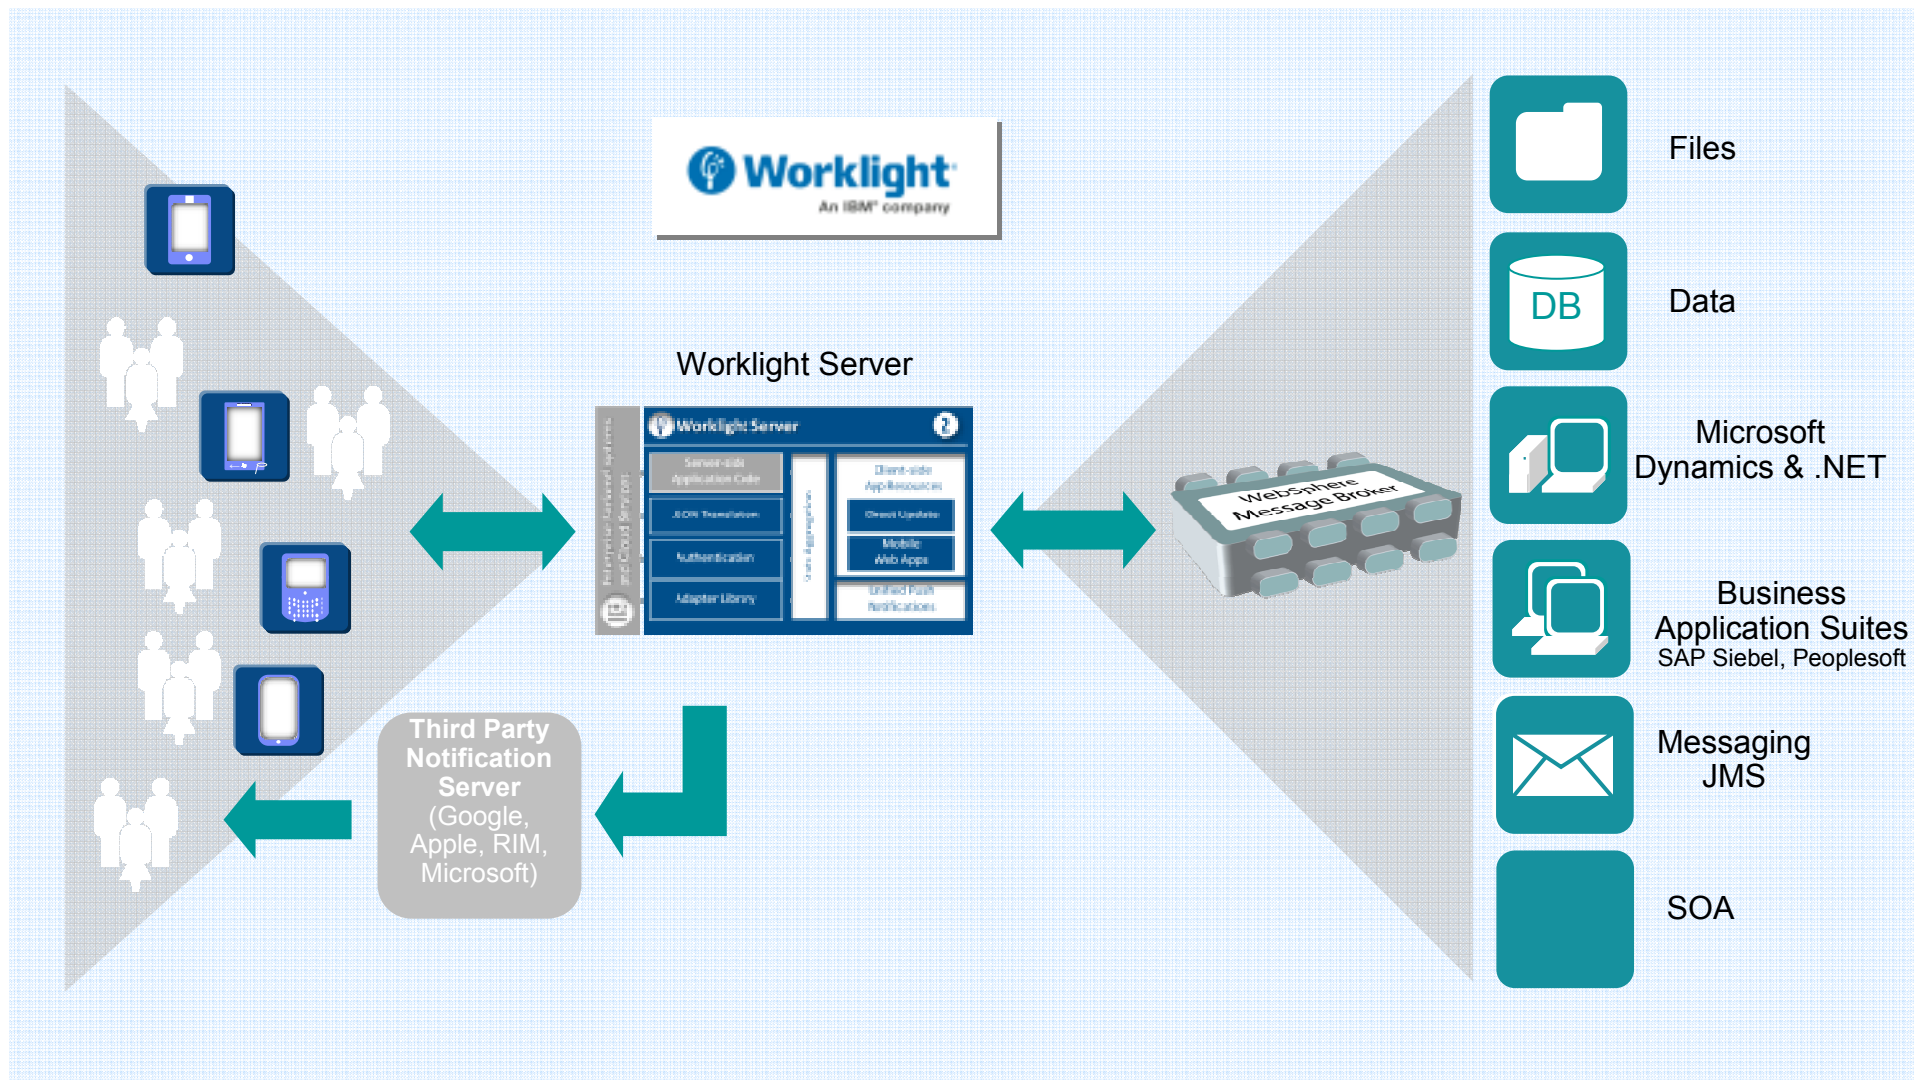 Worklight
An IBM® company
Worklight Server
Worklight Server
2
Server-side
Application Code
JSON Translation
Authentication
Adapter Library
Client-side
App Resources
Direct Update
Mobile
Web Apps
Unified Push
Notifications
WebSphere
Message Broker
Third Party
Notification
Server
(Google,
Apple, RIM,
Microsoft)
Files
DB
Data
Microsoft
Dynamics & .NET
Business
Application Suites
SAP Siebel, Peoplesoft
Messaging
JMS
SOA